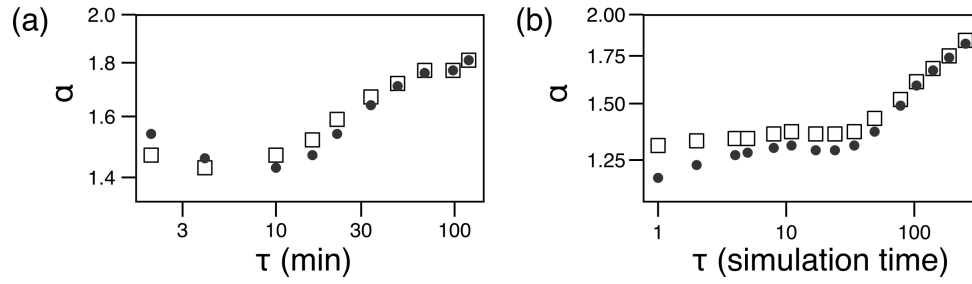 (a)
2.0
1.8
1.6
1.4
α
3
10
30
100
τ (min)
(b)
2.00
1.75
1.50
1.25
α
1
10
100
τ (simulation time)